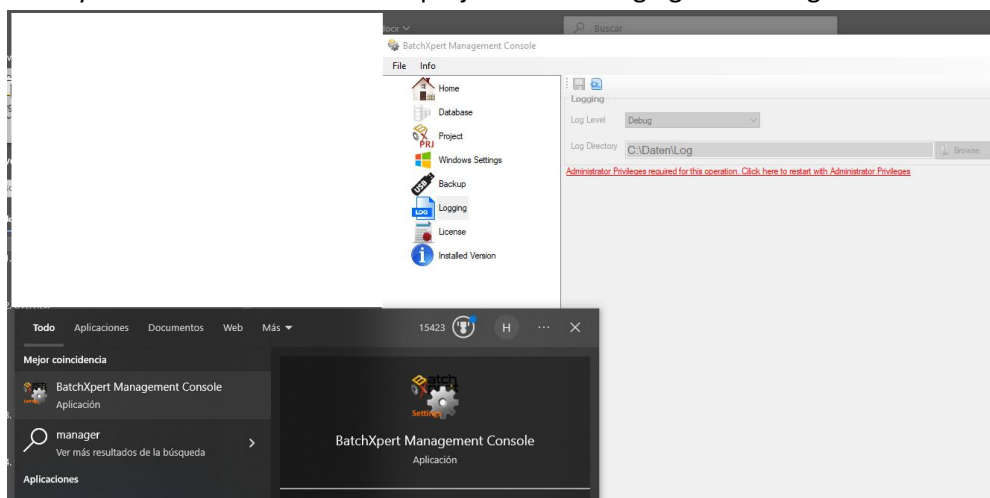 docx
Buscar
BatchXpert Management Console
File Info
Home
Database
Project
Windows Settings
Backup
Logging
License
Installed Version
Logging
Log Level Debug
Log Directory C:\Daten\Log Browse
Administrator Privileges required for this operation. Click here to restart with Administrator Privileges
Todo Aplicaciones Documentos Web Más 15423 H ...
Mejor coincidencia
BatchXpert Management Console
Aplicación
manager
Ver más resultados de la búsqueda
Aplicaciones
Settings
BatchXpert Management Console
Aplicación